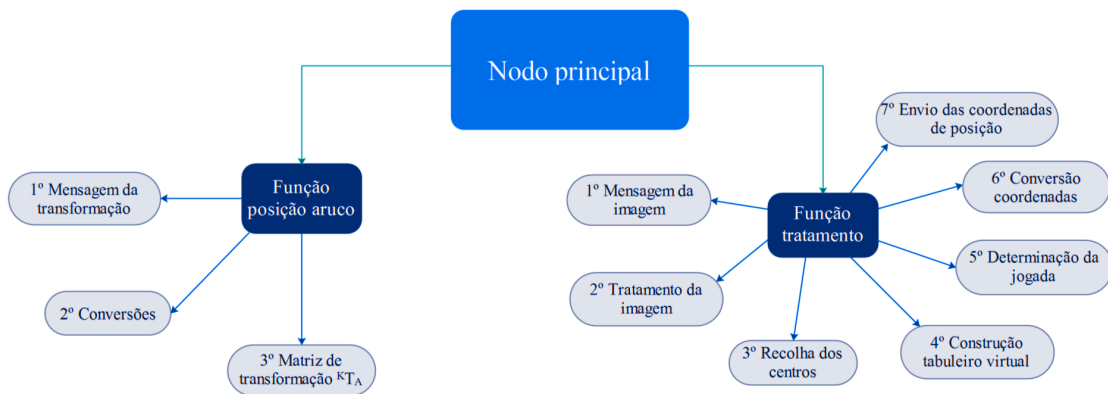 Nodo principal
Função
posição aruco
1º Mensagem da
transformação
2º Conversões
3º Matriz de
transformação ᴷTA
Função
tratamento
1º Mensagem da
imagem
2º Tratamento da
imagem
3º Recolha dos
centros
4º Construção
tabuleiro virtual
5º Determinação da
jogada
6º Conversão
coordenadas
7º Envio das coordenadas
de posição